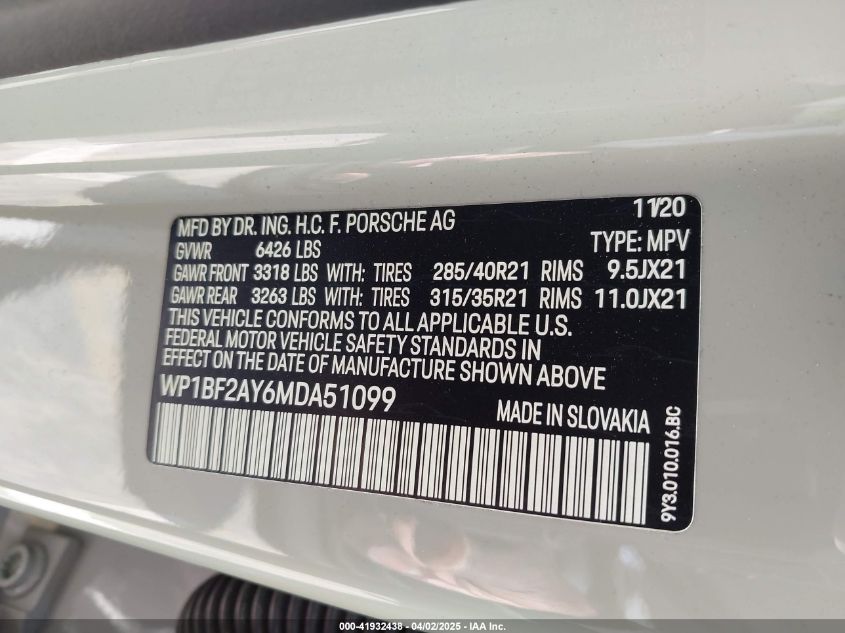 MFD BY DR. ING. H.C. F. PORSCHE AG 11/20
GVWR 6426 LBS TYPE: MPV
GAWR FRONT 3318 LBS WITH: TIRES 285/40R21 RIMS 9.5JX21
GAWR REAR 3263 LBS WITH: TIRES 315/35R21 RIMS 11.0JX21
THIS VEHICLE CONFORMS TO ALL APPLICABLE U.S.
FEDERAL MOTOR VEHICLE SAFETY STANDARDS IN
EFFECT ON THE DATE OF MANUFACTURE SHOWN ABOVE
WP1BF2AY6MDA51099
MADE IN SLOVAKIA
9Y3.010.016.BC
000-41932438 - 04/02/2025 - IAA Inc.